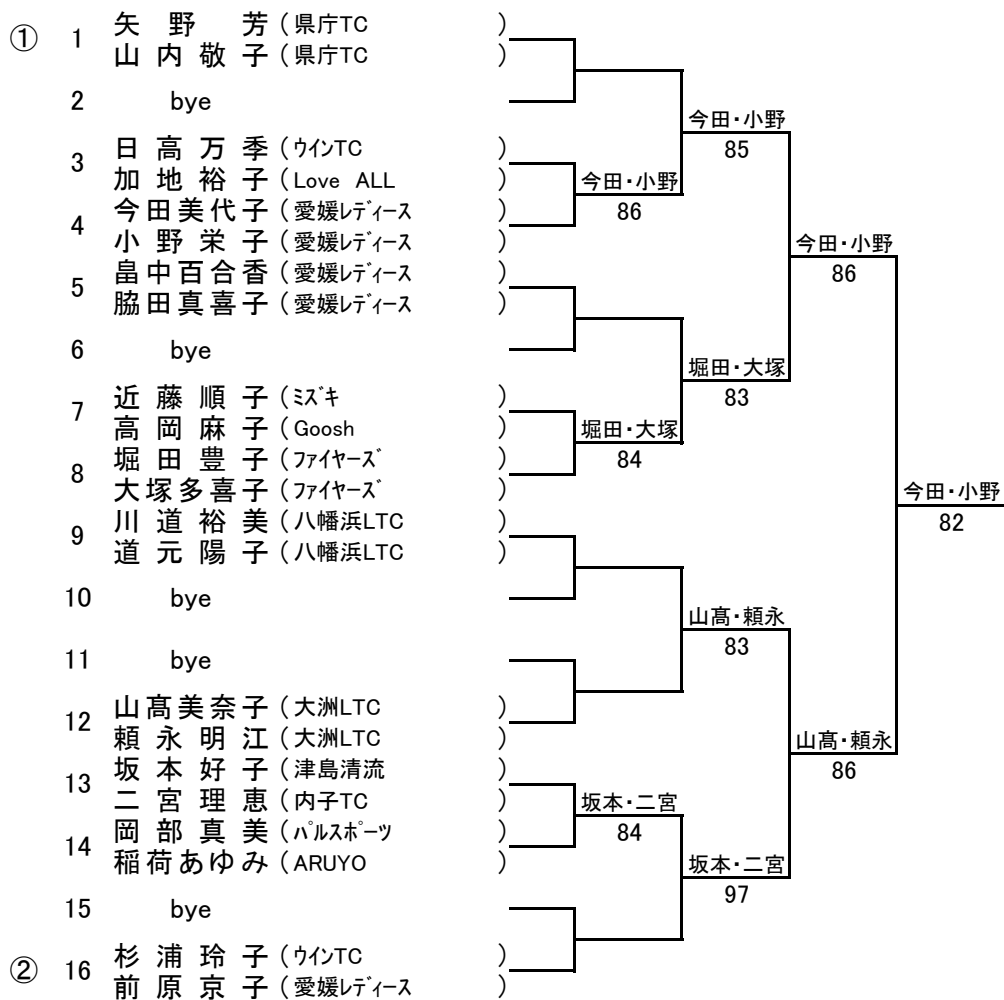 ① 1 矢野 芳 (県庁TC )
山内敬子 (県庁TC )
2 bye
今田・小野
85
3 日高万季 (ウインTC )
加地裕子 (Love ALL )
今田・小野
86
4 今田美代子 (愛媛レディース )
小野栄子 (愛媛レディース )
今田・小野
86
5 畠中百合香 (愛媛レディース )
脇田真喜子 (愛媛レディース )
6 bye
堀田・大塚
83
7 近藤順子 (ミズキ )
高岡麻子 (Goosh )
堀田・大塚
84
8 堀田豊子 (ファイヤーズ )
大塚多喜子 (ファイヤーズ )
今田・小野
82
9 川道裕美 (八幡浜LTC )
道元陽子 (八幡浜LTC )
10 bye
山髙・頼永
83
11 bye
12 山髙美奈子 (大洲LTC )
頼永明江 (大洲LTC )
山髙・頼永
86
13 坂本好子 (津島清流 )
二宮理恵 (内子TC )
坂本・二宮
84
14 岡部真美 (パルスポーツ )
稲荷あゆみ (ARUYO )
坂本・二宮
97
15 bye
② 16 杉浦玲子 (ウインTC )
前原京子 (愛媛レディース )